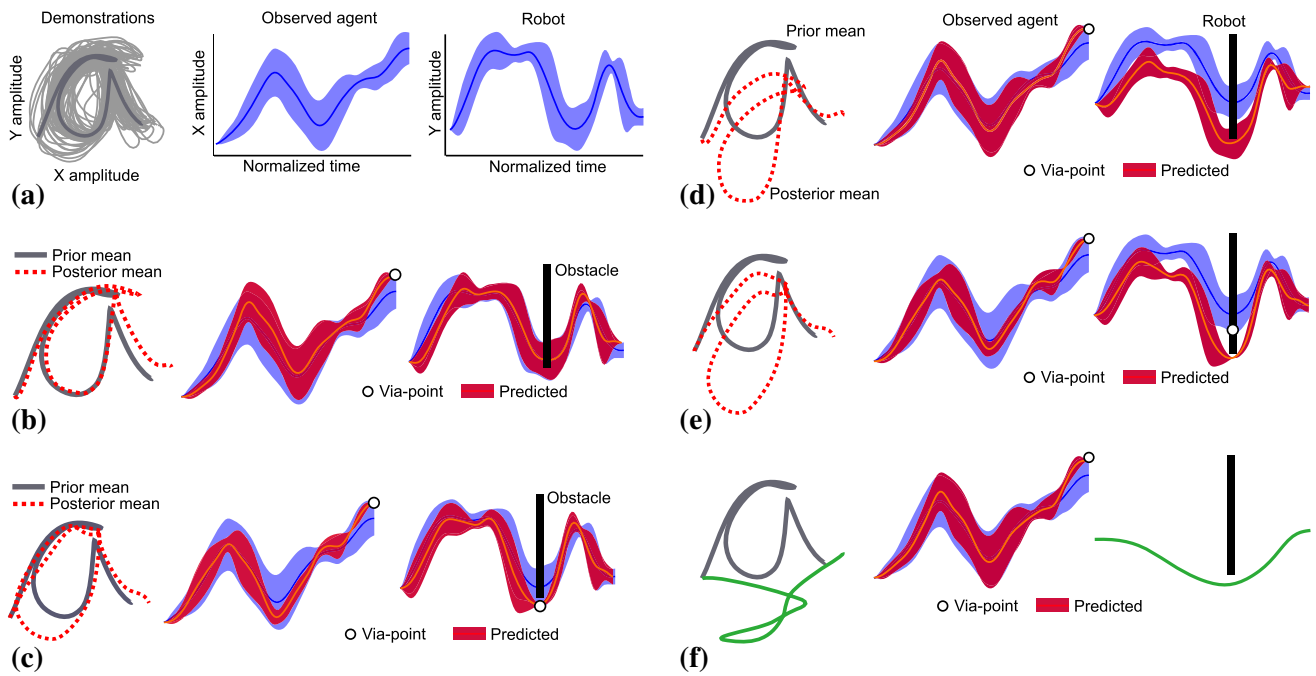 Demonstrations
Observed agent
Robot
Y amplitude
X amplitude
X amplitude
Normalized time
Y amplitude
Normalized time
(a)
Prior mean
Posterior mean
Obstacle
Via-point
Predicted
(b)
Prior mean
Posterior mean
Obstacle
Via-point
Predicted
(c)
Prior mean
Posterior mean
Observed agent
Robot
Via-point
Predicted
(d)
Via-point
Predicted
(e)
Via-point
Predicted
(f)